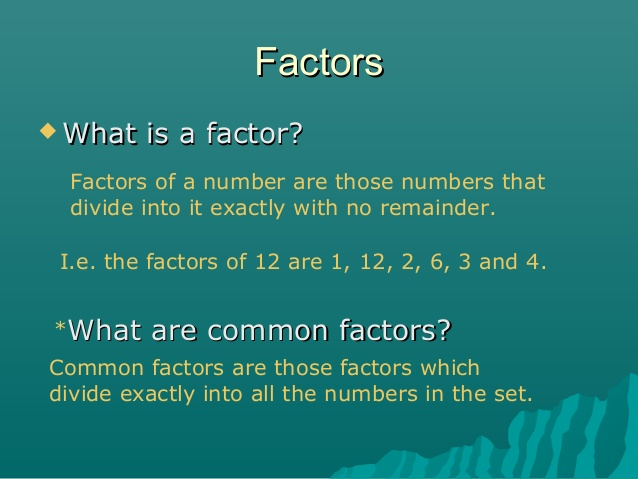 Factors
What is a factor?
Factors of a number are those numbers that
divide into it exactly with no remainder.
I.e. the factors of 12 are 1, 12, 2, 6, 3 and 4.
*What are common factors?
Common factors are those factors which
divide exactly into all the numbers in the set.